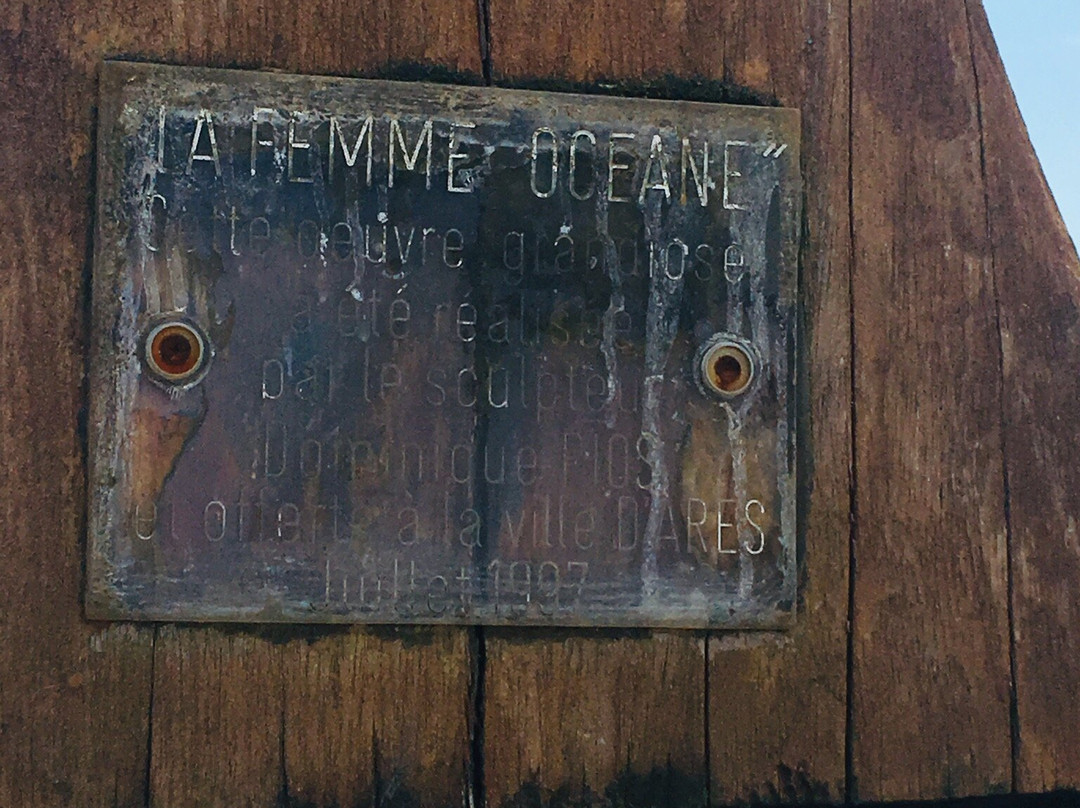 "LA FEMME OCEANE"
Cette oeuvre grandiose
a été réalisée
par le sculpteur
Dominique PIOS
et offerte à la ville D'ARES
Juillet 1997